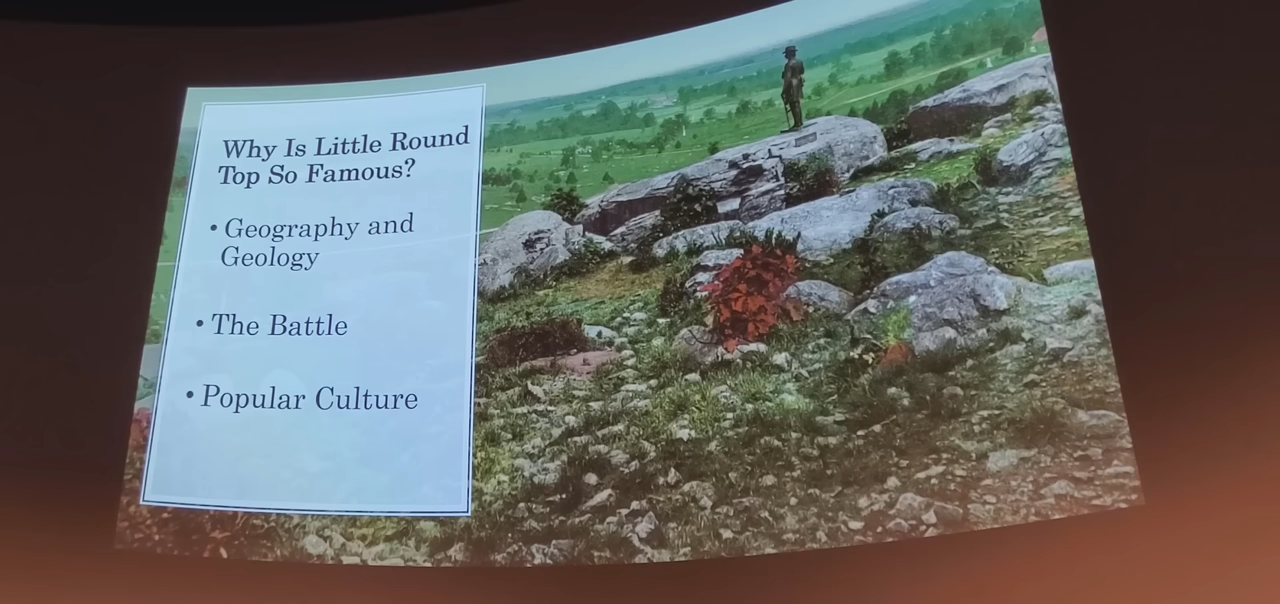 Why Is Little Round
Top So Famous?
• Geography and
Geology
• The Battle
• Popular Culture